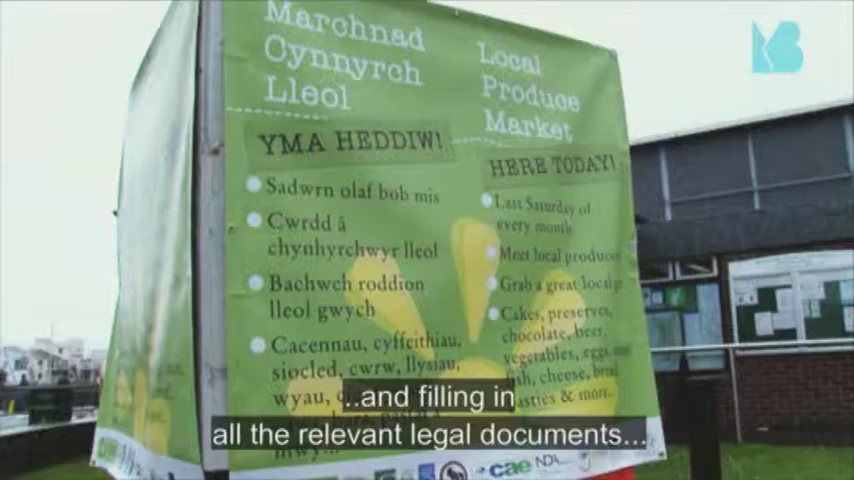 Marchnad
Cynnyrch
Lleol
YMA HEDDIW!
Sadwrn olaf bob mis
Cwrdd â
chynhyrchwyr lleol
Bachwch roddion
lleol gwych
Cacennau, cyffeithiau,
siocled, cwrw, llysiau,
wyau,
Local
Produce
Market
HERE TODAY!
Last Saturday of
every month
Meet local
Grab a great local
Cakes, preserves,
chocolate, beer,
vegetables, eggs,
fish, cheese, bread,
pasties & more.
..and filling in
all the relevant legal documents...
cae NDA